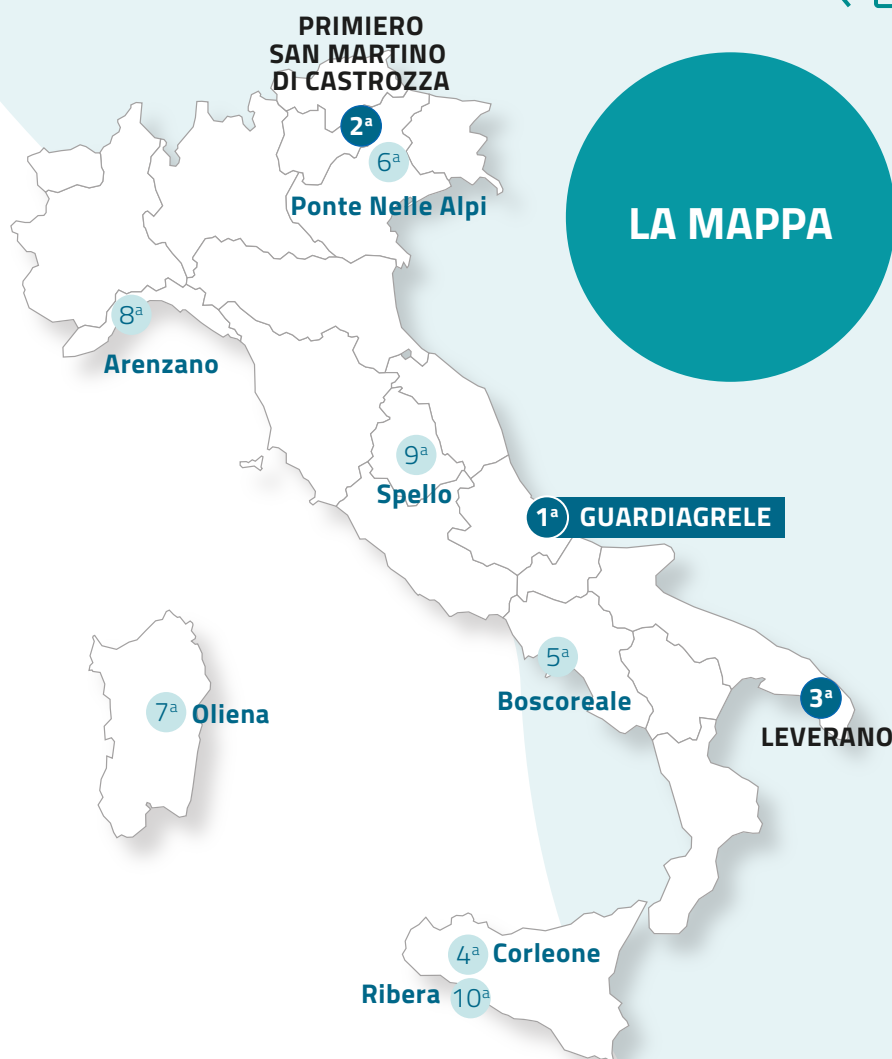 PRIMIERO
SAN MARTINO
DI CASTROZZA
2ª
6ª
Ponte Nelle Alpi
LA MAPPA
8ª
Arenzano
9ª
Spello
1ª GUARDIAGRELE
5ª
Boscoreale
3ª
LEVERANO
7ª Oliena
4ª Corleone
Ribera 10ª